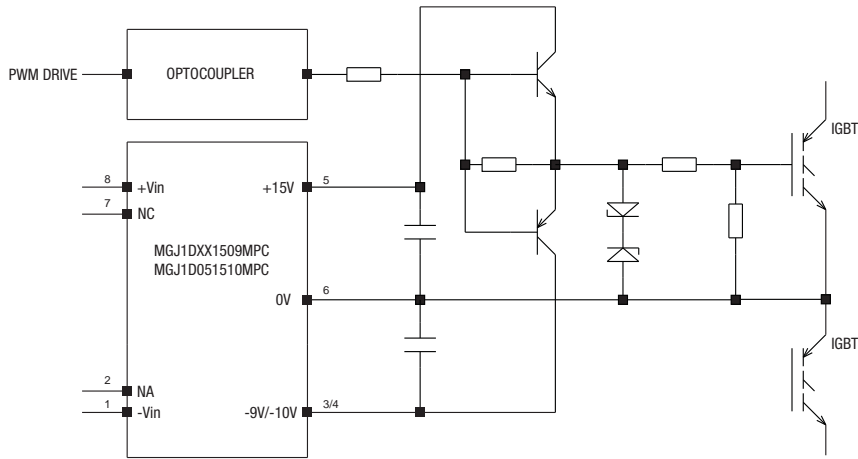 PWM DRIVE
OPTOCOUPLER
IGBT
8
+Vin
+15V
5
7
NC
MGJ1DXX1509MPC
MGJ1D051510MPC
0V
6
IGBT
2
NA
1
-Vin
-9V/-10V
3/4